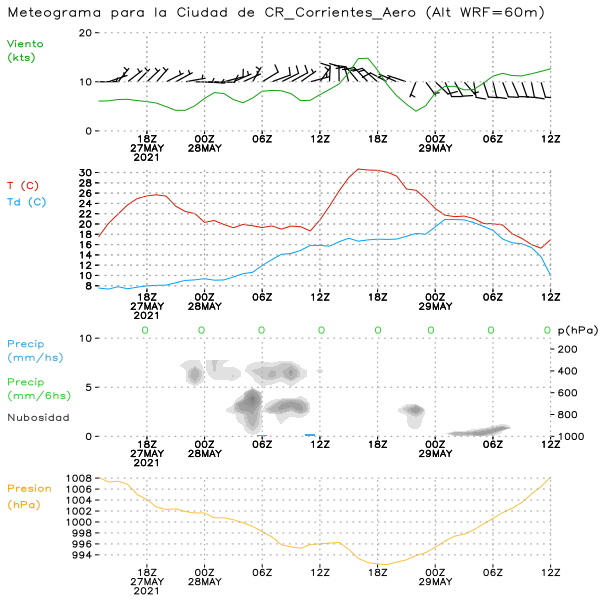 Meteograma para la Ciudad de CR_Corrientes_Aero (Alt WRF=60m)
Viento
(kts)
20
10
0
18Z 00Z 06Z 12Z 18Z 00Z 06Z 12Z
27MAY 28MAY 29MAY
2021
T (C)
Td (C)
30
28
26
24
22
20
18
16
14
12
10
8
18Z 00Z 06Z 12Z 18Z 00Z 06Z 12Z
27MAY 28MAY 29MAY
2021
0 0 0 0 0 0 0 0
p(hPa)
Precip
(mm/hs)
Precip
(mm/6hs)
Nubosidad
10
5
0
200
400
600
800
1000
18Z 00Z 06Z 12Z 18Z 00Z 06Z 12Z
27MAY 28MAY 29MAY
2021
Presion
(hPa)
1008
1006
1004
1002
1000
998
996
994
18Z 00Z 06Z 12Z 18Z 00Z 06Z 12Z
27MAY 28MAY 29MAY
2021